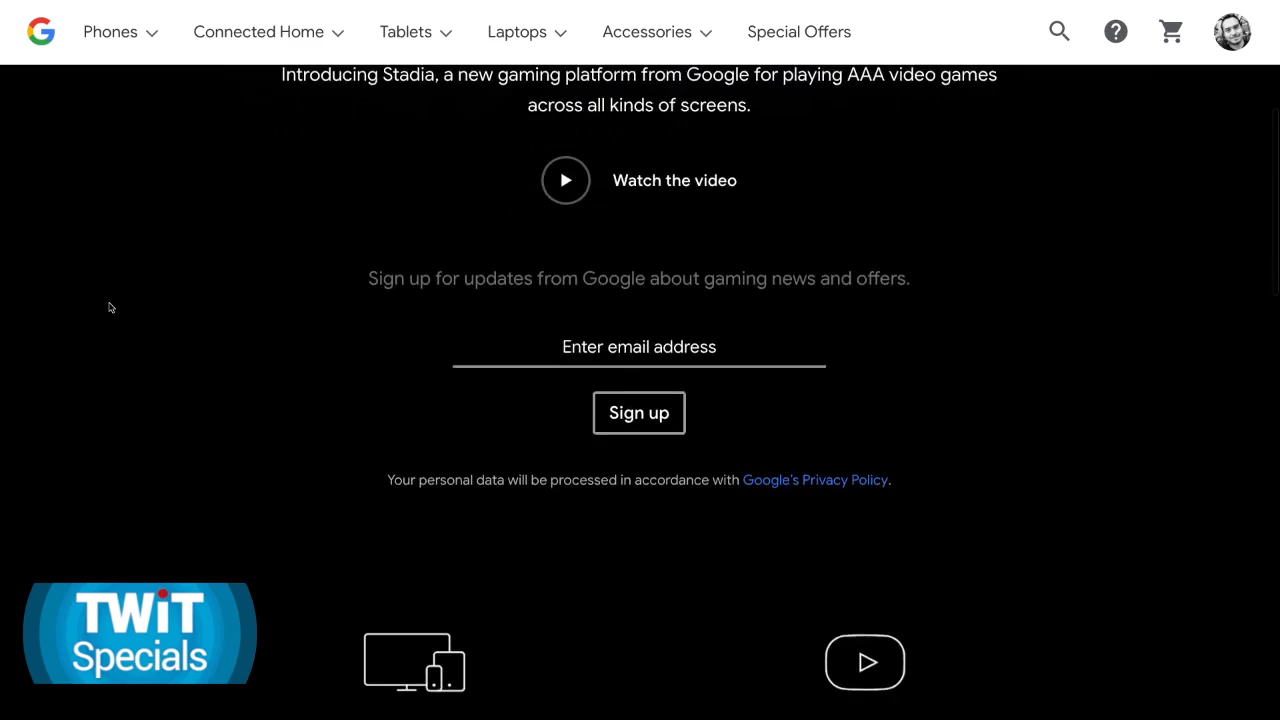 Phones Connected Home Tablets Laptops Accessories Special Offers
Introducing Stadia, a new gaming platform from Google for playing AAA video games
across all kinds of screens.
Watch the video
Sign up for updates from Google about gaming news and offers.
Enter email address
Sign up
Your personal data will be processed in accordance with Google's Privacy Policy.
TWiT
Specials